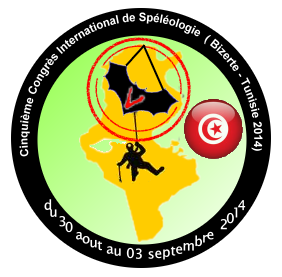 Cinquième Congrès International de Spéléologie ( Bizerte - Tunisie 2014)
du 30 aout au 03 septembre 2014